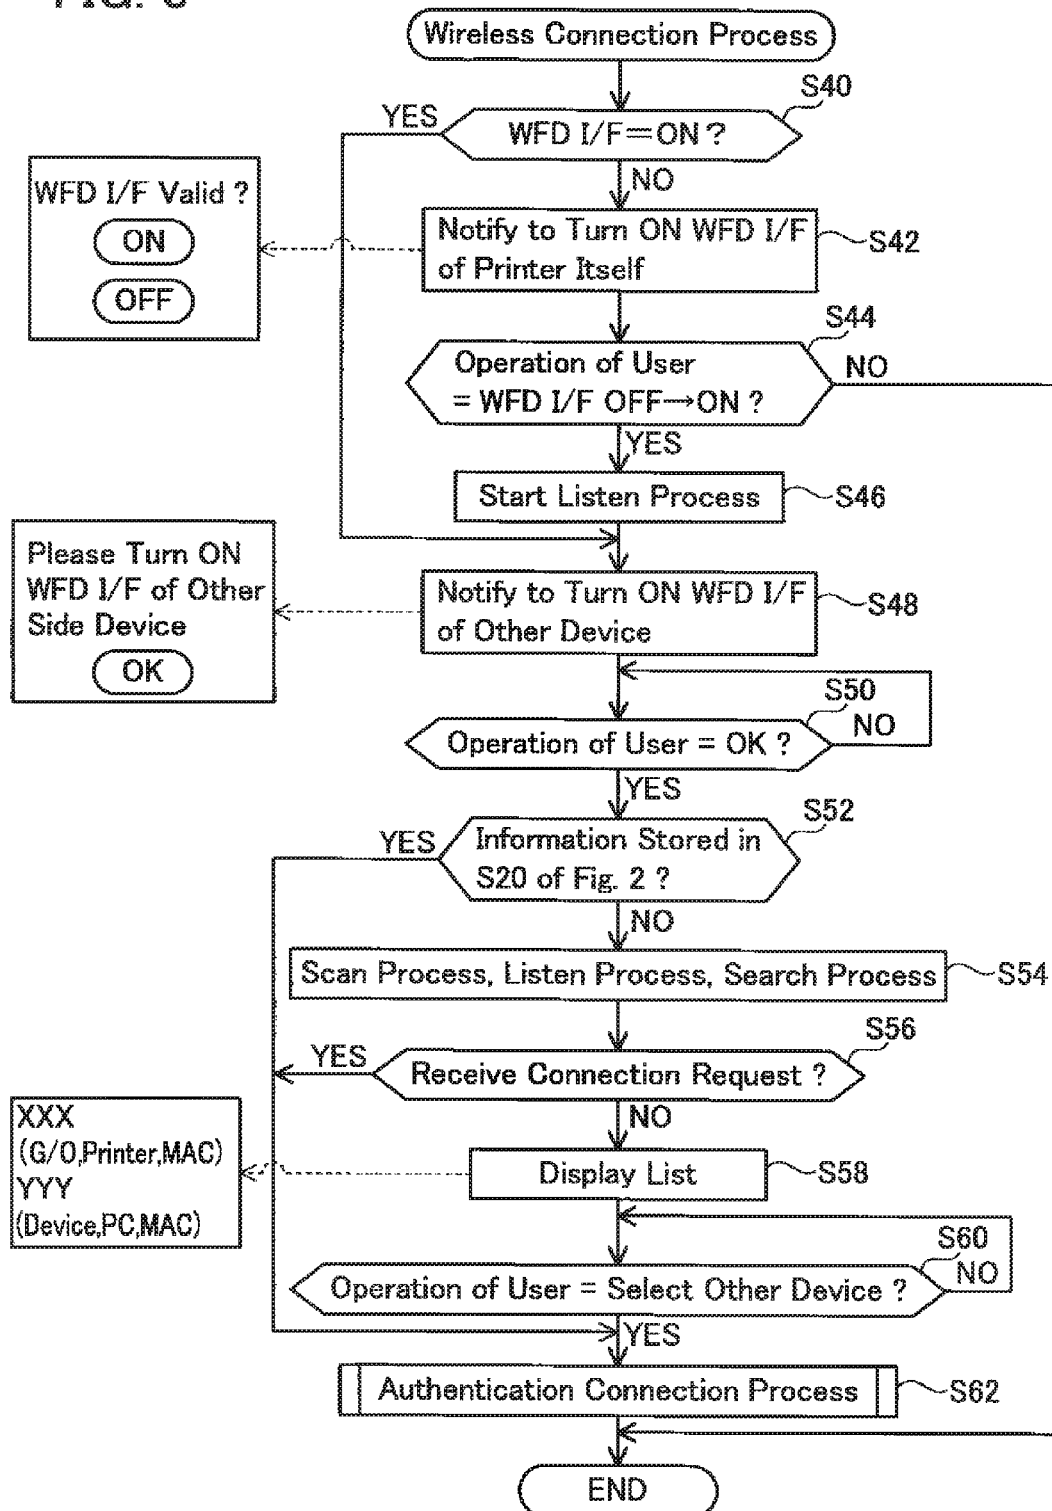 Wireless Connection Process
S40
YES
WFD I/F=ON ?
NO
WFD I/F Valid ?
ON
OFF
Notify to Turn ON WFD I/F
of Printer Itself
S42
S44
Operation of User
= WFD I/F OFF→ON ?
NO
YES
Start Listen Process
S46
Please Turn ON
WFD I/F of Other
Side Device
OK
Notify to Turn ON WFD I/F
of Other Device
S48
S50
NO
Operation of User = OK ?
YES
S52
YES
Information Stored in
S20 of Fig. 2 ?
NO
Scan Process, Listen Process, Search Process
S54
S56
YES
Receive Connection Request ?
NO
XXX
(G/O,Printer,MAC)
YYY
(Device,PC,MAC)
Display List
S58
S60
NO
Operation of User = Select Other Device ?
YES
Authentication Connection Process
S62
END